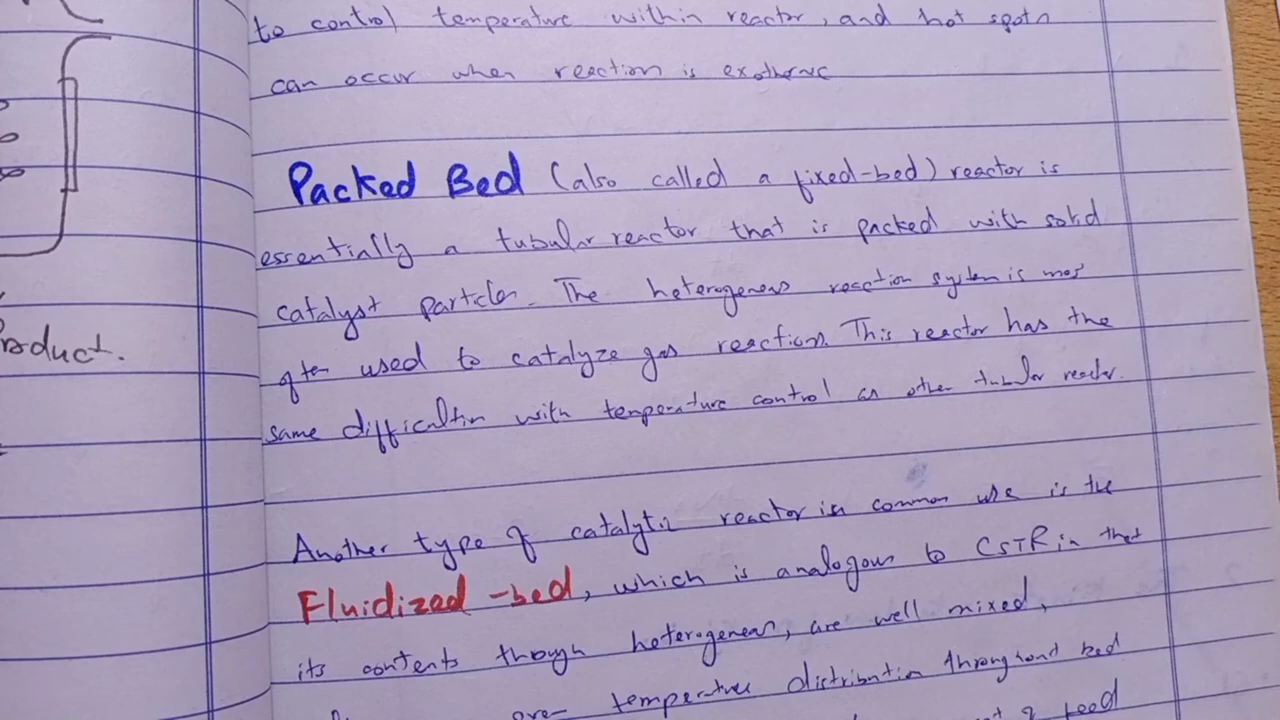 to control temperature within reactor, and hot spots
can occur when reaction is exothermic
Packed Bed (also called a fixed-bed) reactor is
essentially a tubular reactor that is packed with solid
catalyst particles. The heterogeneous reaction system is most
often used to catalyze gas reactions. This reactor has the
same difficulties with temperature control as other tubular reactor.
Another type of catalytic reactor in common use is the
Fluidized-bed, which is analogous to CSTR in that
its contents though heterogeneous, are well mixed,
temperature distribution throughout bed
feed
Product.